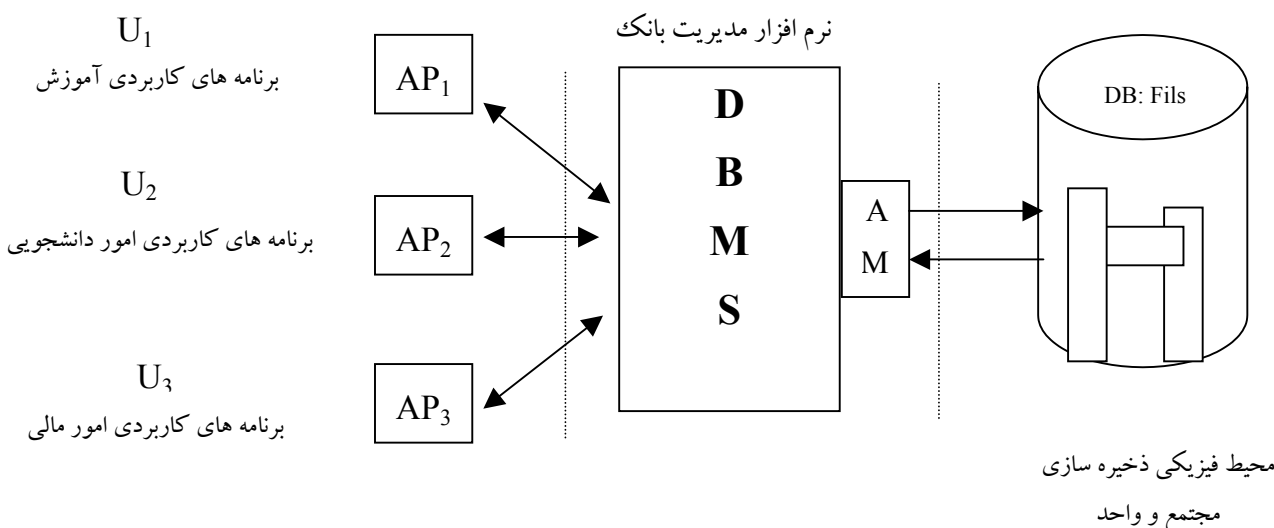 نرم افزار مدیریت بانک
U₁
برنامه های کاربردی آموزش
AP₁
U₂
برنامه های کاربردی امور دانشجویی
AP₂
U₃
برنامه های کاربردی امور مالی
AP₃
D
B
M
S
A
M
DB: Fils
محیط فیزیکی ذخیره سازی
مجتمع و واحد